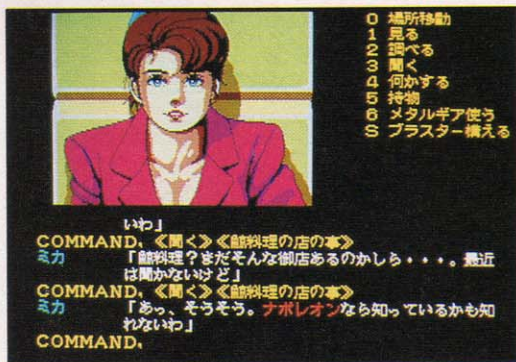 0 場所移動
1 見る
2 調べる
3 聞く
4 何かする
5 持物
6 メタルギア使う
S ブラスター構える
いわ」
COMMAND, 《聞く》《鯨料理の店の事》
ミカ 「鯨料理?まだそんな御店あるのかしら・・・。最近
は聞かないけど」
COMMAND, 《聞く》《鯨料理の店の事》
ミカ 「あっ、そうそう。ナポレオンなら知っているかも知
れないわ」
COMMAND,